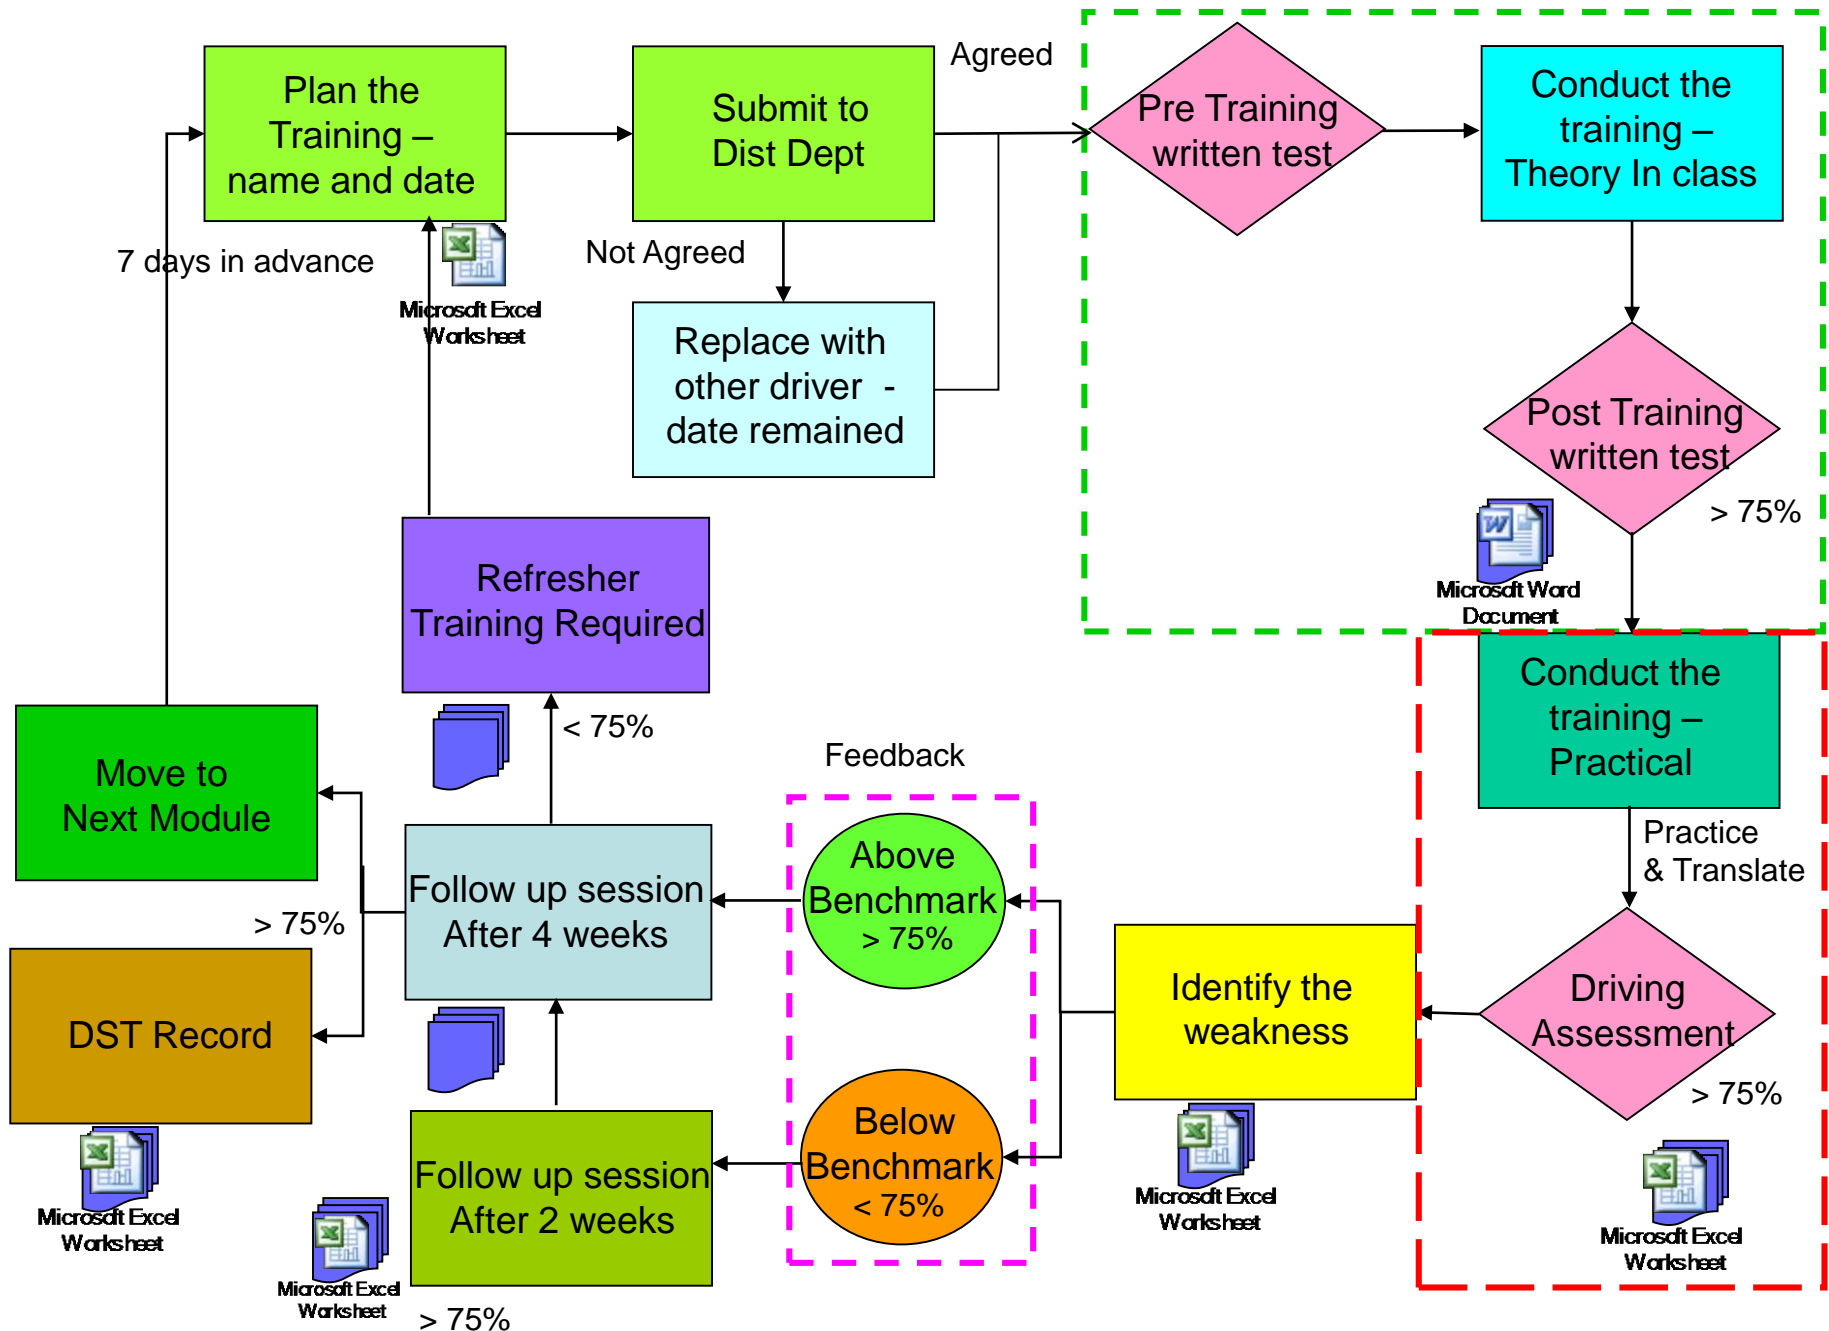 Plan the
Training –
name and date
Submit to
Dist Dept
Agreed
Pre Training
written test
Conduct the
training –
Theory In class
7 days in advance
Microsoft Excel
Worksheet
Not Agreed
Replace with
other driver  -
date remained
Post Training
written test
> 75%
Microsoft Word
Document
Refresher
Training Required
< 75%
Conduct the
training –
Practical
Practice
& Translate
Move to
Next Module
Feedback
Above
Benchmark
> 75%
Follow up session
After 4 weeks
> 75%
Identify the
weakness
Driving
Assessment
> 75%
DST Record
Microsoft Excel
Worksheet
Below
Benchmark
< 75%
Follow up session
After 2 weeks
> 75%
Microsoft Excel
Worksheet
Microsoft Excel
Worksheet
Microsoft Excel
Worksheet